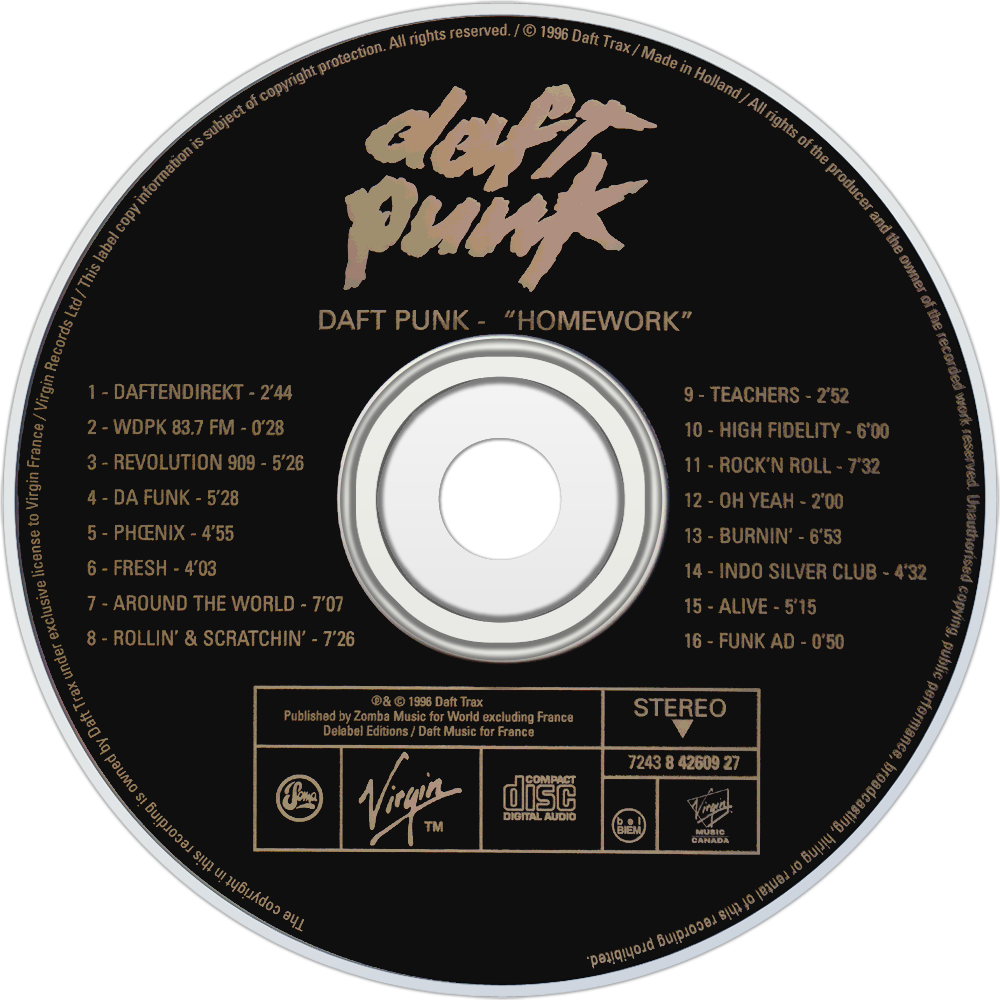 The copyright in this recording is owned by Daft Trax under exclusive license to Virgin France / Virgin Records Ltd / This label copy information is subject of copyright protection. All rights reserved. / © 1996 Daft Trax / Made in Holland / All rights of the producer and the owner of the recorded work reserved. Unauthorised copying, public performance, broadcasting, hiring or rental of this recording prohibited.
daft
punk
DAFT PUNK - “HOMEWORK”
1 - DAFTENDIREKT - 2’44
2 - WDPK 83.7 FM - 0’28
3 - REVOLUTION 909 - 5’26
4 - DA FUNK - 5’28
5 - PHŒNIX - 4’55
6 - FRESH - 4’03
7 - AROUND THE WORLD - 7’07
8 - ROLLIN’ & SCRATCHIN’ - 7’26
9 - TEACHERS - 2’52
10 - HIGH FIDELITY - 6’00
11 - ROCK’N ROLL - 7’32
12 - OH YEAH - 2’00
13 - BURNIN’ - 6’53
14 - INDO SILVER CLUB - 4’32
15 - ALIVE - 5’15
16 - FUNK AD - 0’50
℗ & © 1996 Daft Trax
Published by Zomba Music for World excluding France
Delabel Editions / Daft Music for France
STEREO
7243 8 42609 27
Soma
Virgin TM
COMPACT
disc
DIGITAL AUDIO
bel
BIEM
Virgin
MUSIC
CANADA